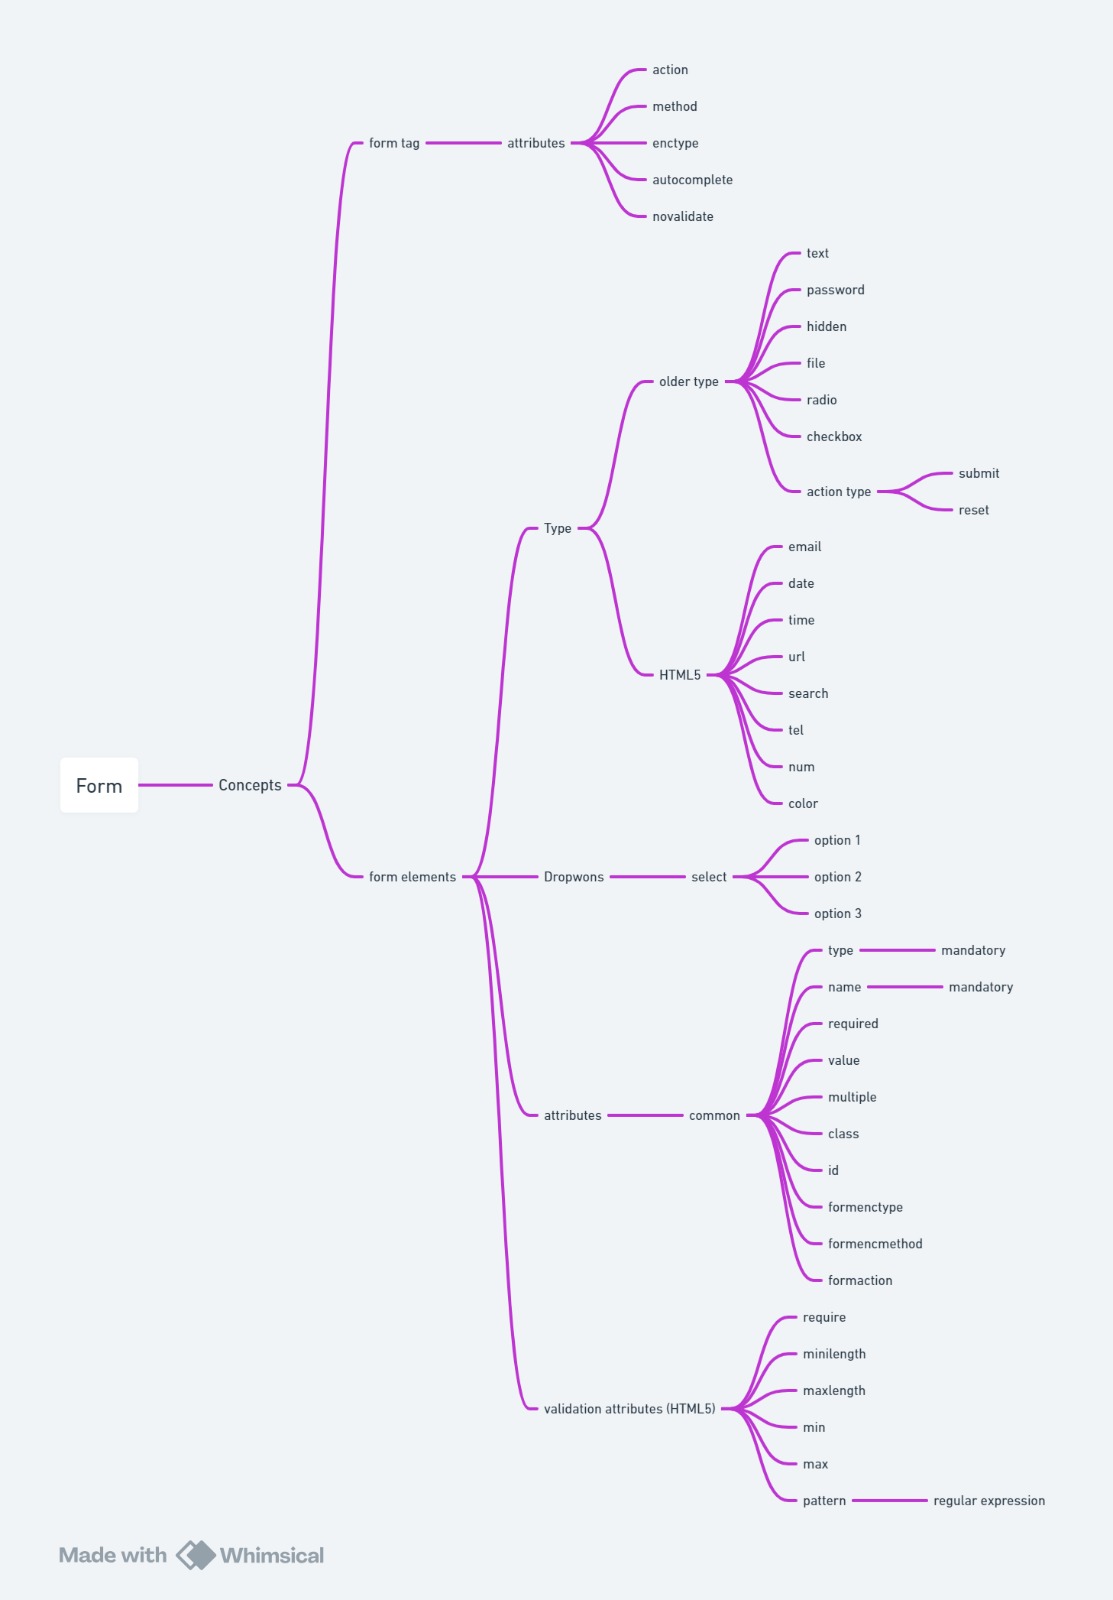 action
method
form tag
attributes
enctype
autocomplete
novalidate
text
password
hidden
file
older type
radio
checkbox
submit
action type
reset
Type
email
date
time
url
HTML5
search
tel
num
Form
Concepts
color
option 1
form elements
Dropwons
select
option 2
option 3
type
mandatory
name
mandatory
required
value
multiple
attributes
common
class
id
formenctype
formencmethod
formaction
require
minilength
maxlength
validation attributes (HTML5)
min
max
pattern
regular expression
Made with Whimsical